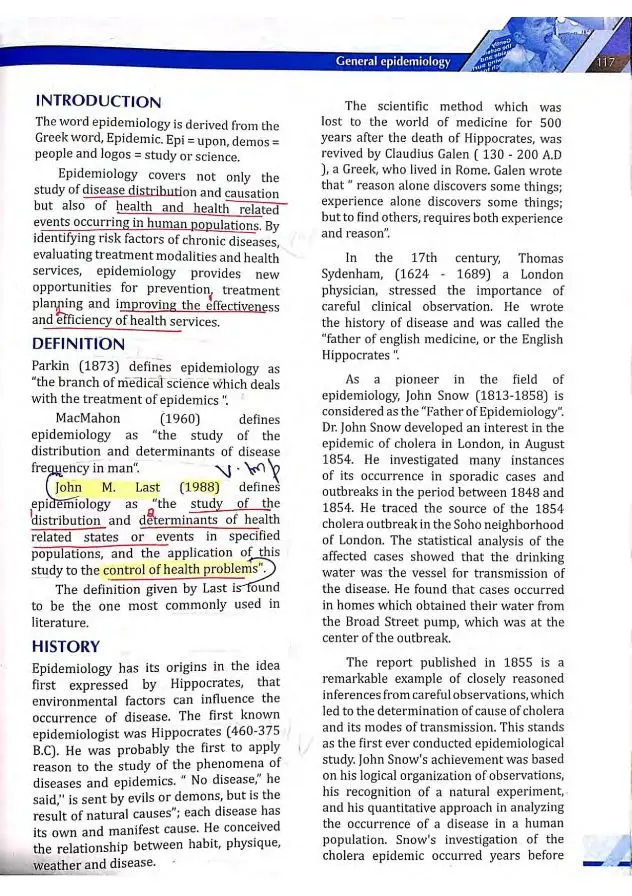 General epidemiology
117
INTRODUCTION
The word epidemiology is derived from the
Greek word, Epidemic. Epi = upon, demos =
people and logos = study or science.
Epidemiology covers not only the
study of disease distribution and causation
but also of health and health related
events occurring in human populations. By
identifying risk factors of chronic diseases,
evaluating treatment modalities and health
services, epidemiology provides new
opportunities for prevention, treatment
planning and improving the effectiveness
and efficiency of health services.
DEFINITION
Parkin (1873) defines epidemiology as
"the branch of medical science which deals
with the treatment of epidemics ".
MacMahon (1960) defines
epidemiology as "the study of the
distribution and determinants of disease
frequency in man".
V. Imp
John M. Last (1988) defines
epidemiology as "the study of the
distribution and determinants of health
related states or events in specified
populations, and the application of this
study to the control of health problems".
The definition given by Last is found
to be the one most commonly used in
literature.
HISTORY
Epidemiology has its origins in the idea
first expressed by Hippocrates, that
environmental factors can influence the
occurrence of disease. The first known
epidemiologist was Hippocrates (460-375
B.C). He was probably the first to apply
reason to the study of the phenomena of
diseases and epidemics. " No disease," he
said," is sent by evils or demons, but is the
result of natural causes"; each disease has
its own and manifest cause. He conceived
the relationship between habit, physique,
weather and disease.
The scientific method which was
lost to the world of medicine for 500
years after the death of Hippocrates, was
revived by Claudius Galen ( 130 - 200 A.D
), a Greek, who lived in Rome. Galen wrote
that " reason alone discovers some things;
experience alone discovers some things;
but to find others, requires both experience
and reason".
In the 17th century, Thomas
Sydenham, (1624 - 1689) a London
physician, stressed the importance of
careful clinical observation. He wrote
the history of disease and was called the
"father of english medicine, or the English
Hippocrates ".
As a pioneer in the field of
epidemiology, John Snow (1813-1858) is
considered as the "Father of Epidemiology".
Dr. John Snow developed an interest in the
epidemic of cholera in London, in August
1854. He investigated many instances
of its occurrence in sporadic cases and
outbreaks in the period between 1848 and
1854. He traced the source of the 1854
cholera outbreak in the Soho neighborhood
of London. The statistical analysis of the
affected cases showed that the drinking
water was the vessel for transmission of
the disease. He found that cases occurred
in homes which obtained their water from
the Broad Street pump, which was at the
center of the outbreak.
The report published in 1855 is a
remarkable example of closely reasoned
inferences from careful observations, which
led to the determination of cause of cholera
and its modes of transmission. This stands
as the first ever conducted epidemiological
study. John Snow's achievement was based
on his logical organization of observations,
his recognition of a natural experiment,
and his quantitative approach in analyzing
the occurrence of a disease in a human
population. Snow's investigation of the
cholera epidemic occurred years before